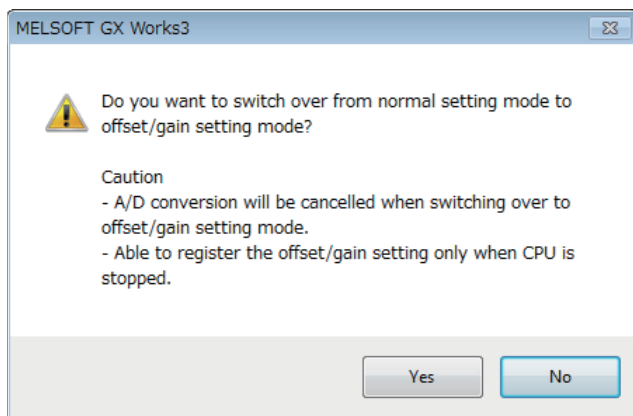 MELSOFT GX Works3
Do you want to switch over from normal setting mode to
offset/gain setting mode?
Caution
- A/D conversion will be cancelled when switching over to
offset/gain setting mode.
- Able to register the offset/gain setting only when CPU is
stopped.
Yes
No